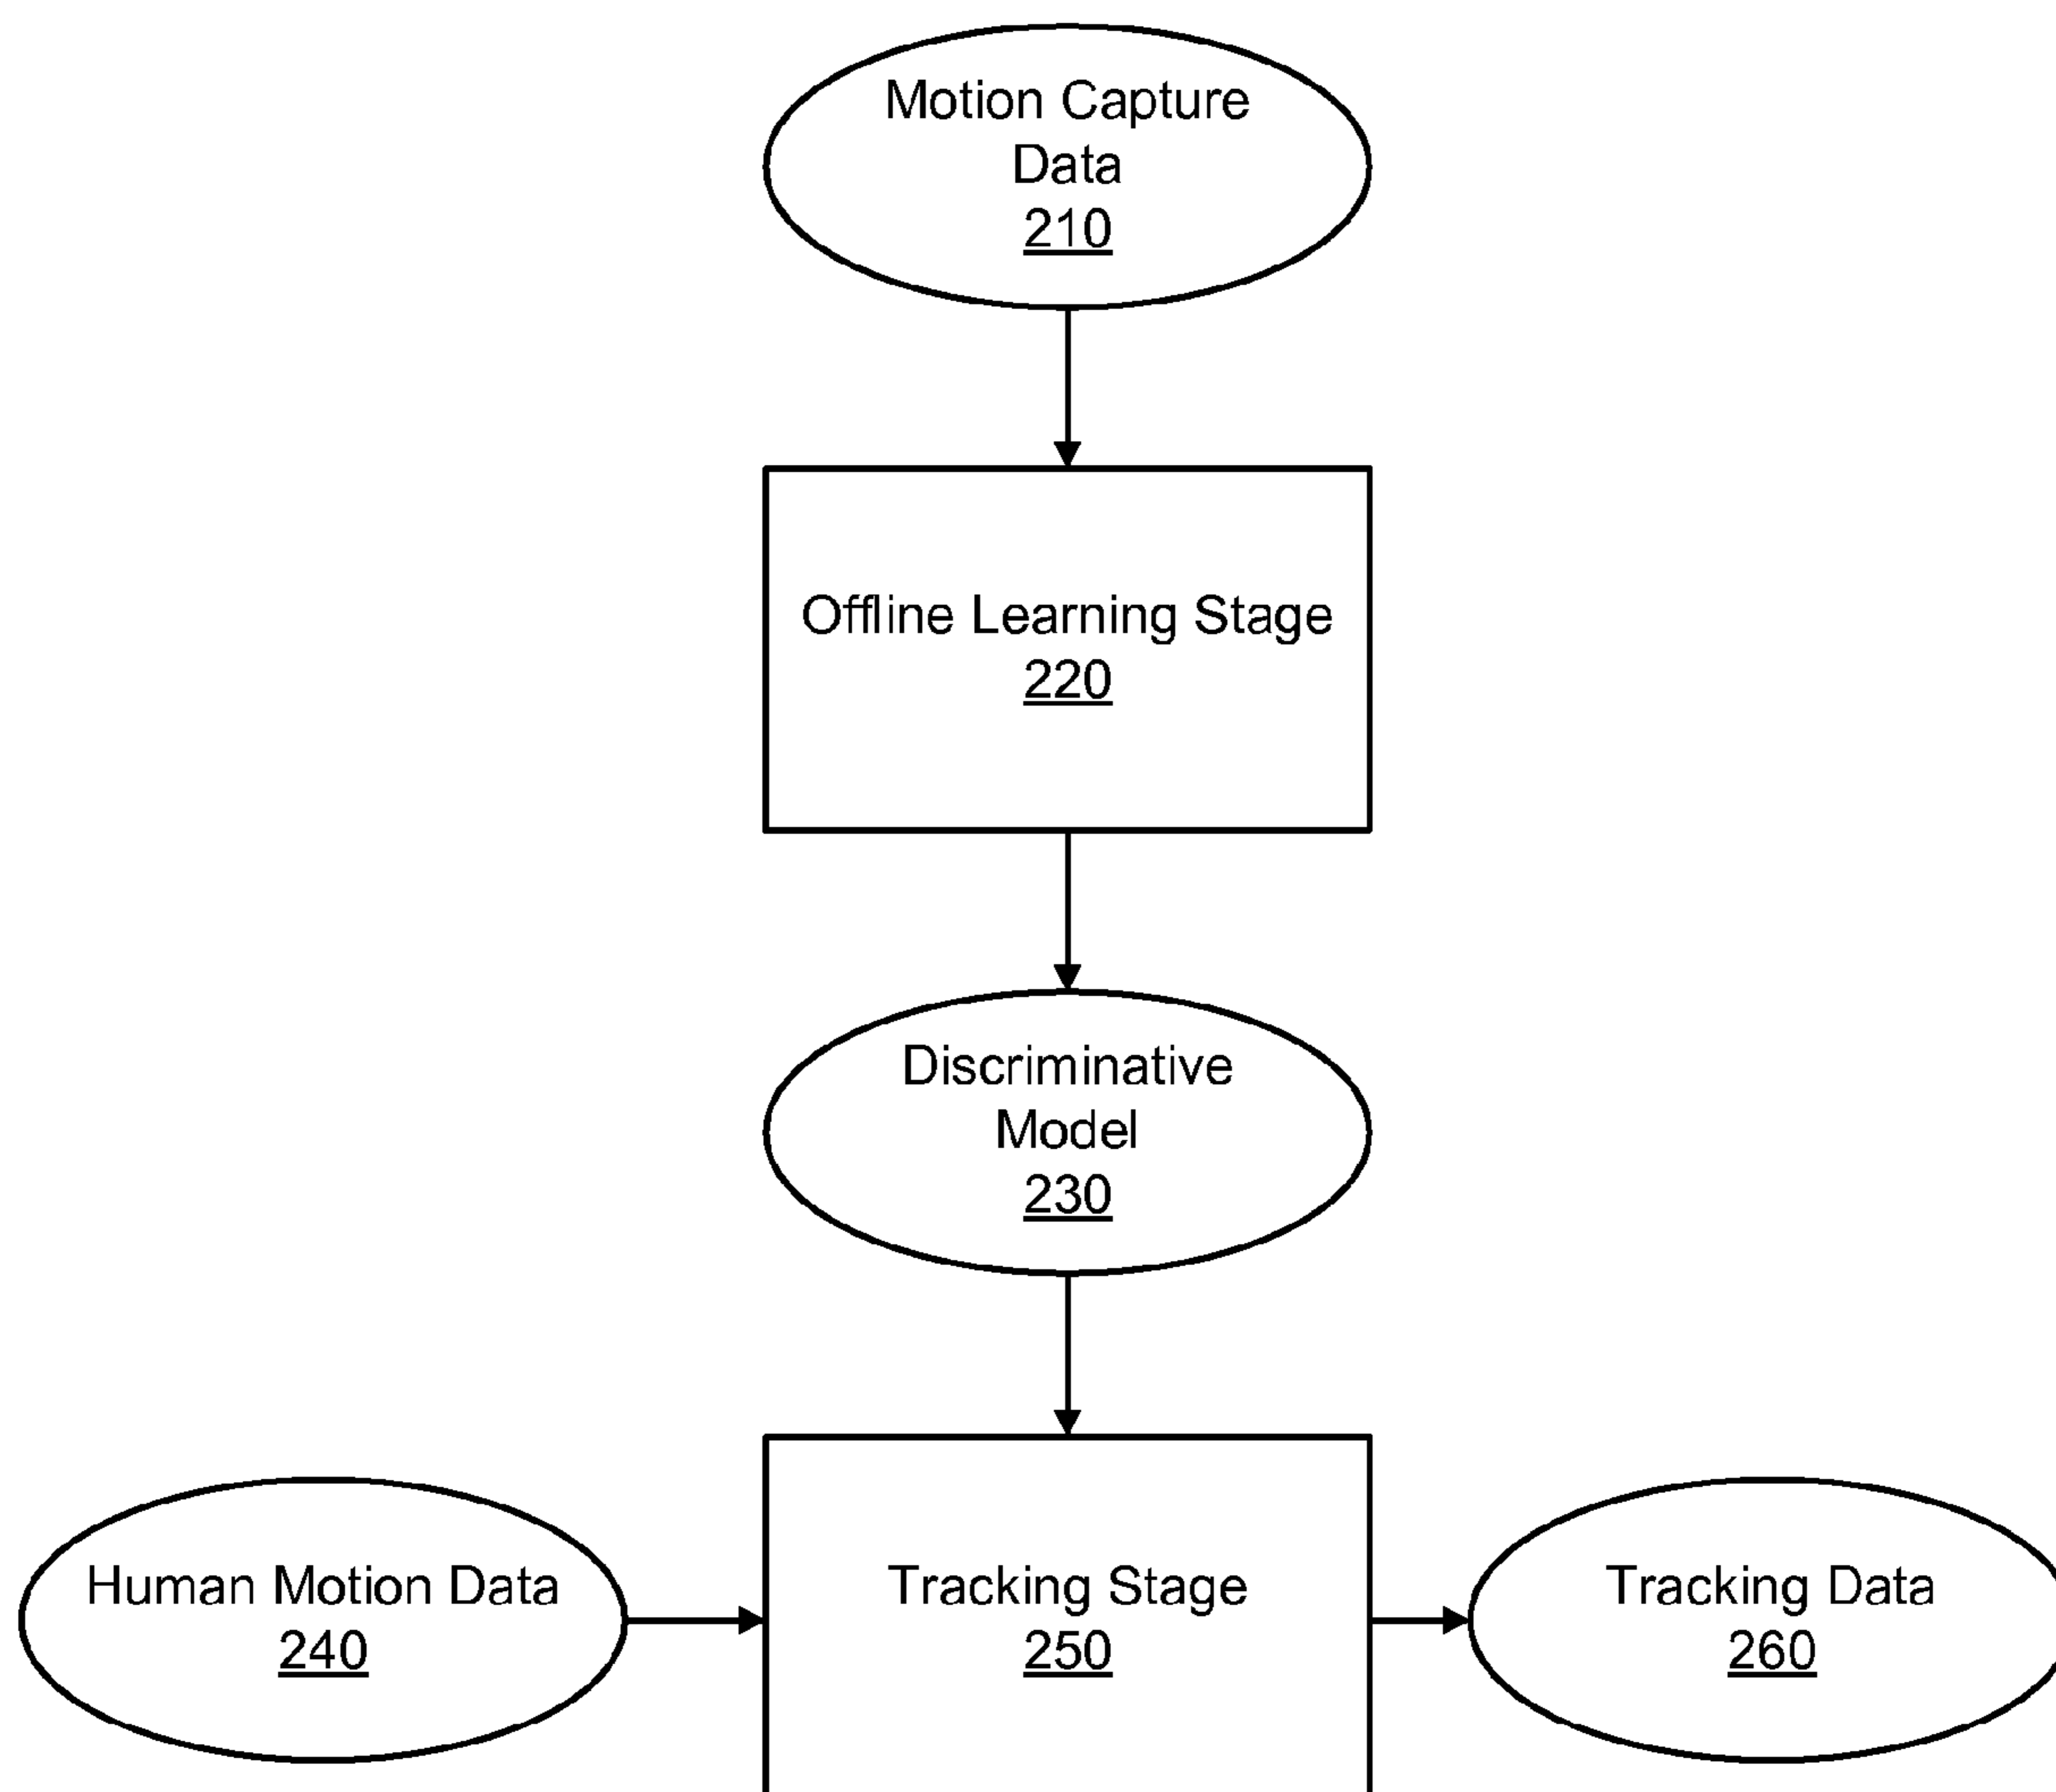 Motion Capture
Data
210
Offline Learning Stage
220
Discriminative
Model
230
Human Motion Data
240
Tracking Stage
250
Tracking Data
260